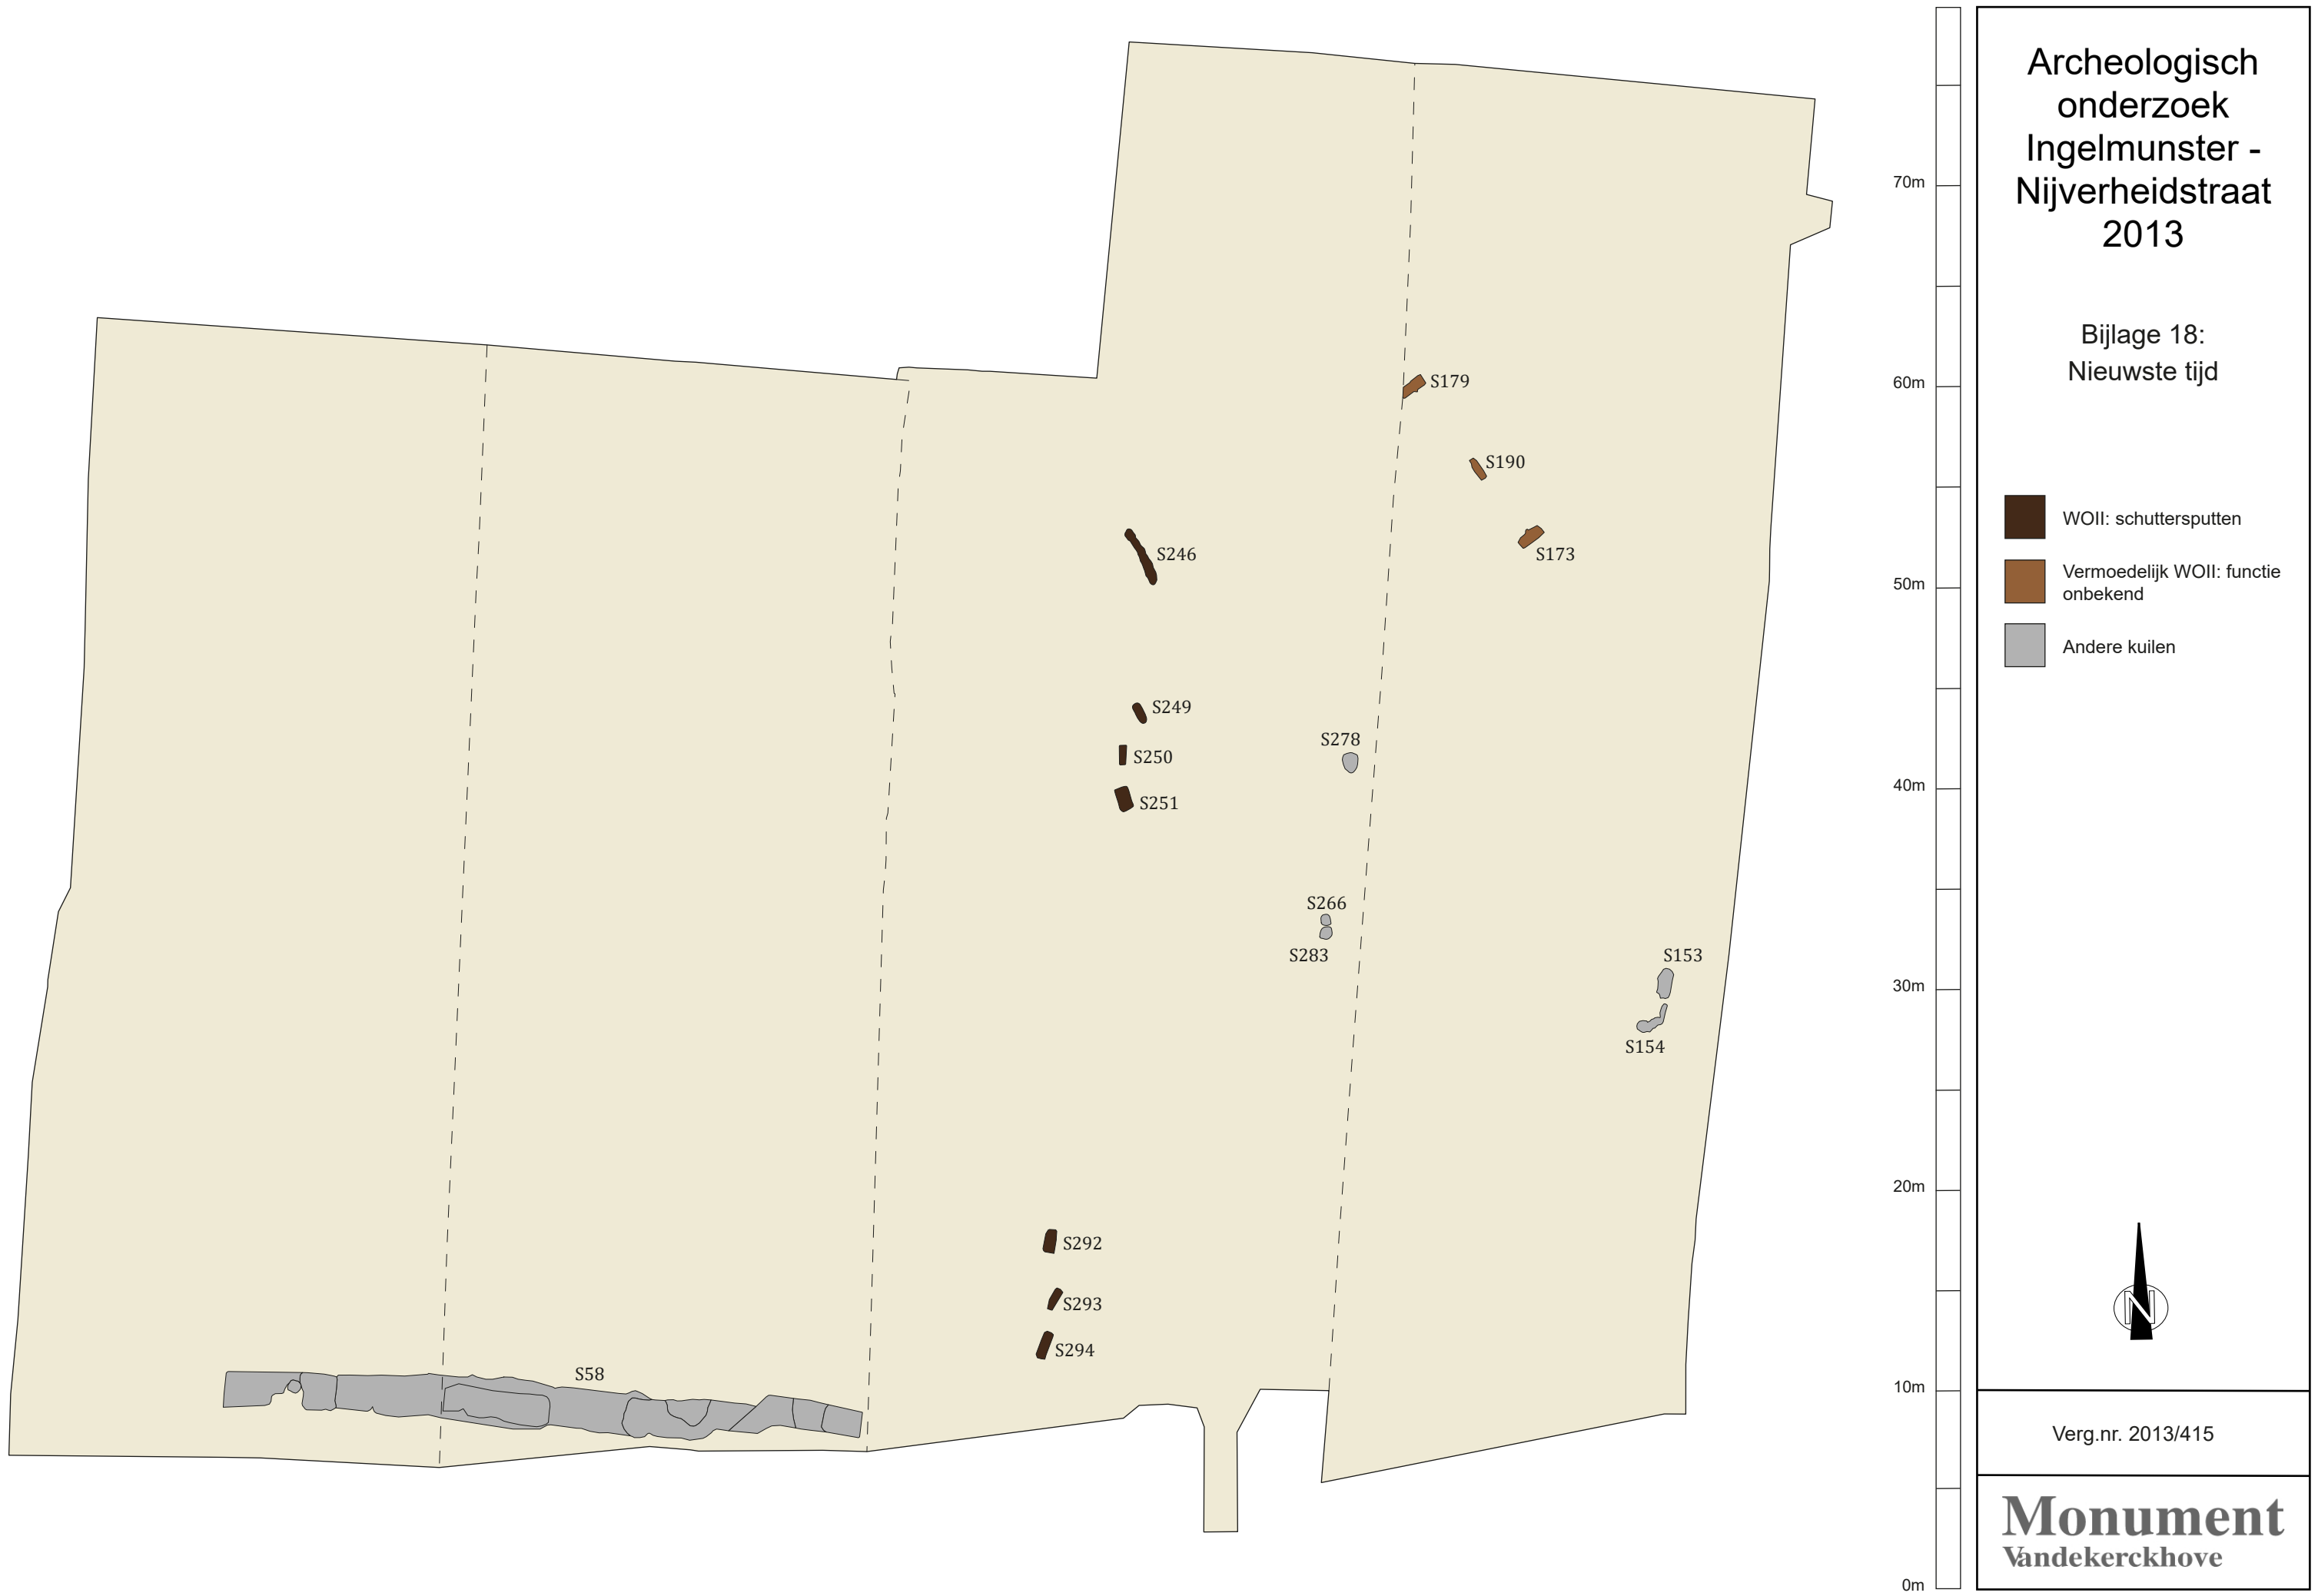 Archeologisch
onderzoek
Ingelmunster -
Nijverheidstraat
2013
Bijlage 18:
Nieuwste tijd
WOII: schuttersputten
Vermoedelijk WOII: functie
onbekend
Andere kuilen
N
Verg.nr. 2013/415
Monument
Vandekerckhove
70m
60m
50m
40m
30m
20m
10m
0m
S179
S190
S173
S246
S249
S250
S251
S278
S266
S283
S153
S154
S292
S293
S294
S58